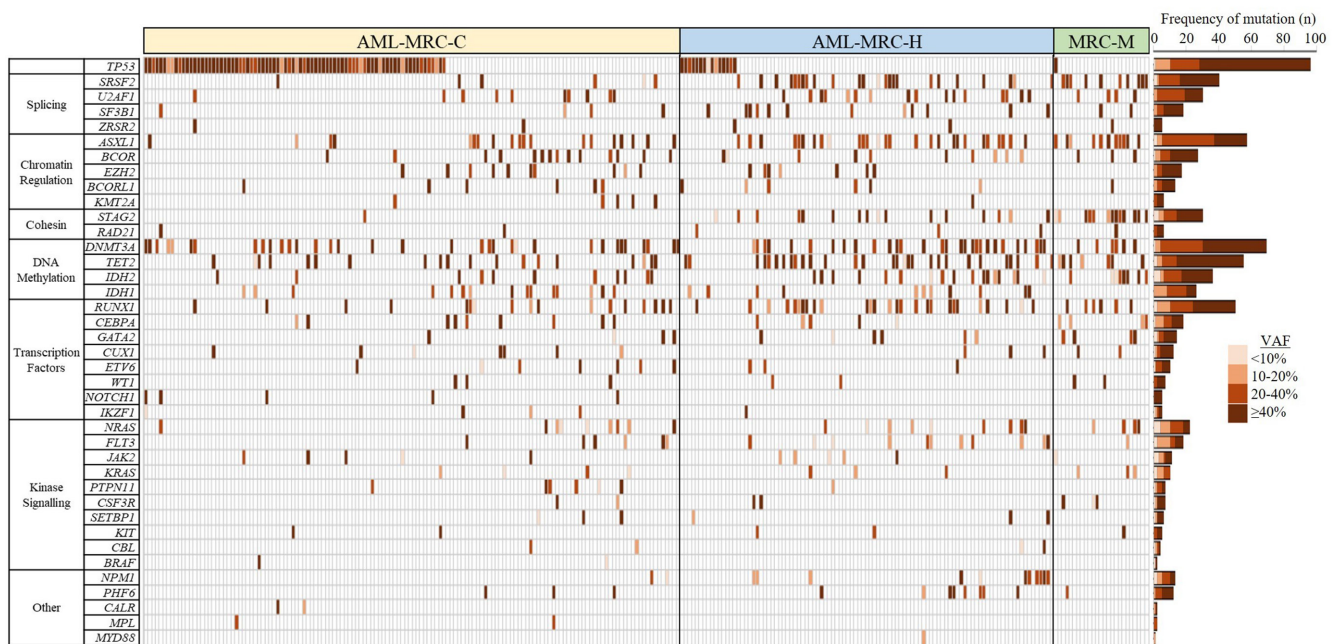 Frequency of mutation (n)
0 20 40 60 80 100
AML-MRC-C AML-MRC-H MRC-M
TP53
Splicing
SRSF2
U2AF1
SF3B1
ZRSR2
Chromatin
Regulation
ASXL1
BCOR
EZH2
BCORL1
KMT2A
Cohesin
STAG2
RAD21
DNA
Methylation
DNMT3A
TET2
IDH2
IDH1
Transcription
Factors
RUNX1
CEBPA
GATA2
CUX1
ETV6
WT1
NOTCH1
IKZF1
Kinase
Signalling
NRAS
FLT3
JAK2
KRAS
PTPN11
CSF3R
SETBP1
KIT
CBL
BRAF
Other
NPM1
PHF6
CALR
MPL
MYD88
VAF
<10%
10-20%
20-40%
≥40%